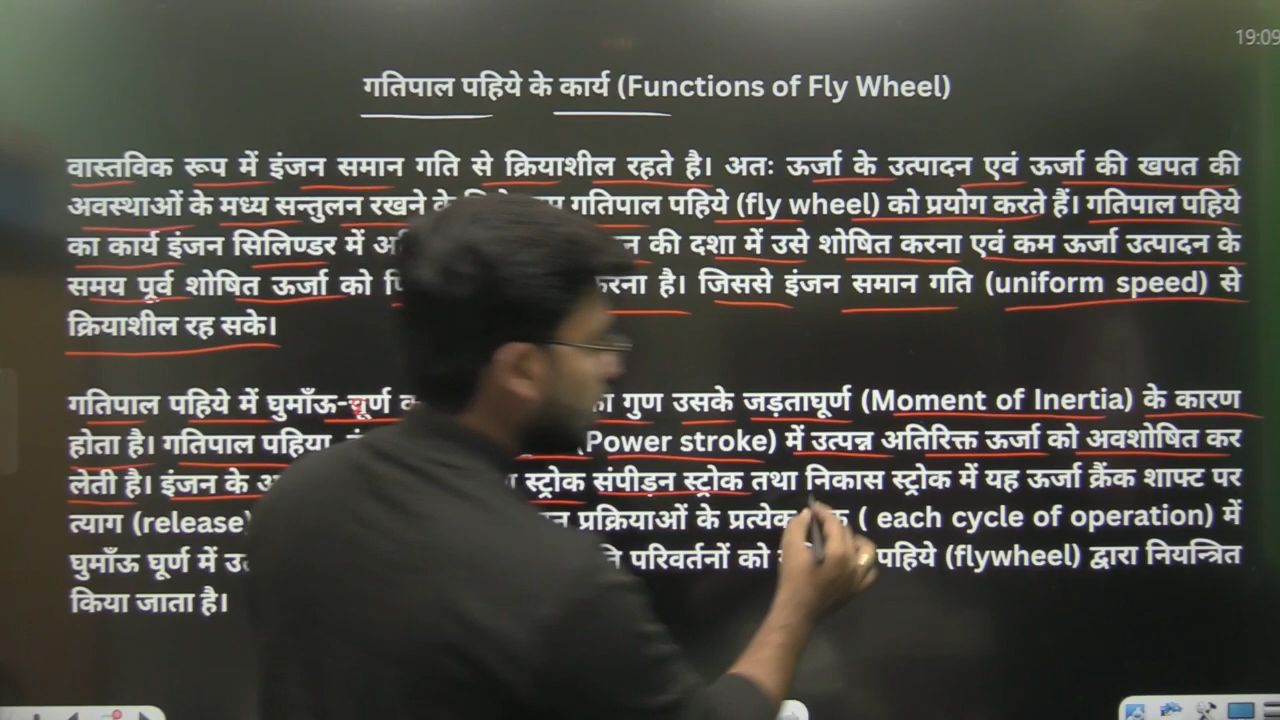 19:09
गतिपाल पहिये के कार्य (Functions of Fly Wheel)
वास्तविक रूप में इंजन समान गति से क्रियाशील रहते है। अतः ऊर्जा के उत्पादन एवं ऊर्जा की खपत की
अवस्थाओं के मध्य सन्तुलन रखने के गतिपाल पहिये (fly wheel) को प्रयोग करते हैं। गतिपाल पहिये
का कार्य इंजन सिलिण्डर में की दशा में उसे शोषित करना एवं कम ऊर्जा उत्पादन के
समय पूर्व शोषित ऊर्जा को करना है। जिससे इंजन समान गति (uniform speed) से
क्रियाशील रह सके।
गतिपाल पहिये में घुमाँऊ-घूर्ण गुण उसके जड़ताघूर्ण (Moment of Inertia) के कारण
होता है। गतिपाल पहिया (Power stroke) में उत्पन्न अतिरिक्त ऊर्जा को अवशोषित कर
लेती है। इंजन के स्ट्रोक संपीड़न स्ट्रोक तथा निकास स्ट्रोक में यह ऊर्जा क्रैंक शाफ्ट पर
त्याग (release) प्रक्रियाओं के प्रत्येक ( each cycle of operation) में
घुमाँऊ घूर्ण में परिवर्तनों को पहिये (flywheel) द्वारा नियन्त्रित
किया जाता है।